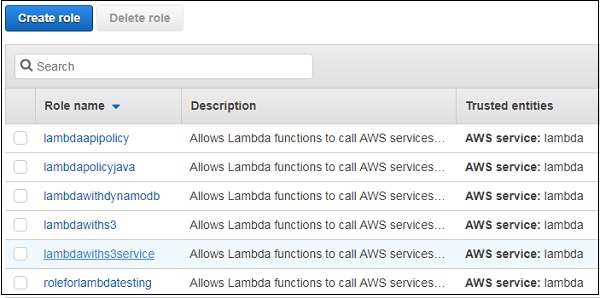 Create role Delete role
Search
Role name Description Trusted entities
lambdaapipolicy Allows Lambda functions to call AWS services… AWS service: lambda
lambdapolicyjava Allows Lambda functions to call AWS services… AWS service: lambda
lambdawithdynamodb Allows Lambda functions to call AWS services… AWS service: lambda
lambdawiths3 Allows Lambda functions to call AWS services… AWS service: lambda
lambdawiths3service Allows Lambda functions to call AWS services… AWS service: lambda
roleforlambdatesting Allows Lambda functions to call AWS services… AWS service: lambda